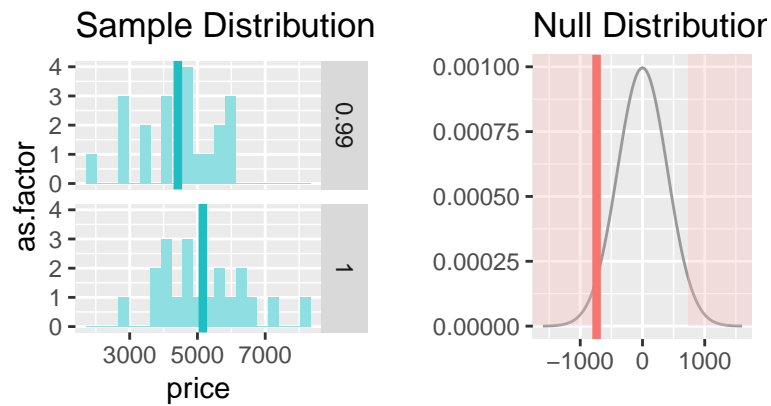 Sample Distribution
4
3
2
1
0
0.99
4
3
2
1
0
1
as.factor
3000 5000 7000
price
Null Distribution
0.00100
0.00075
0.00050
0.00025
0.00000
−1000 0 1000